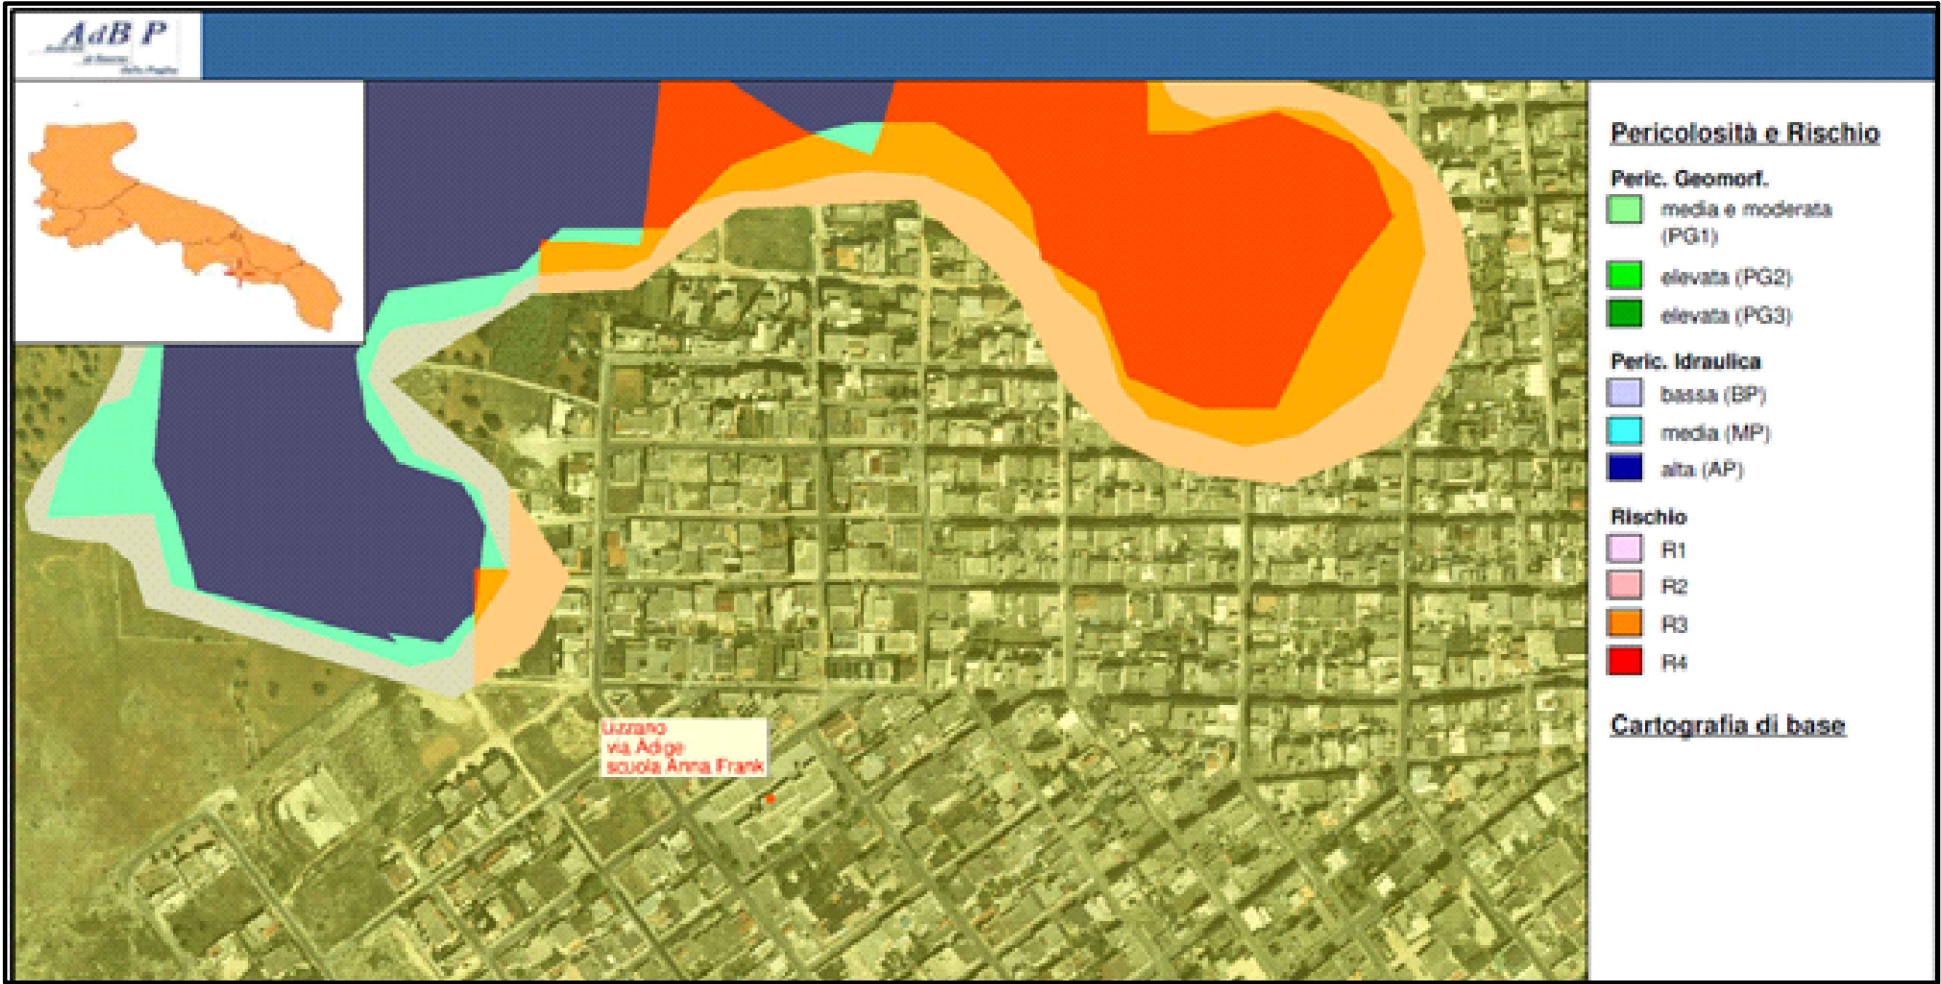 AdB P
Lizzano
via Adige
scuola Anna Frank
Pericolosità e Rischio
Peric. Geomorf.
media e moderata
(PG1)
elevata (PG2)
elevata (PG3)
Peric. Idraulica
bassa (BP)
media (MP)
alta (AP)
Rischio
R1
R2
R3
R4
Cartografia di base